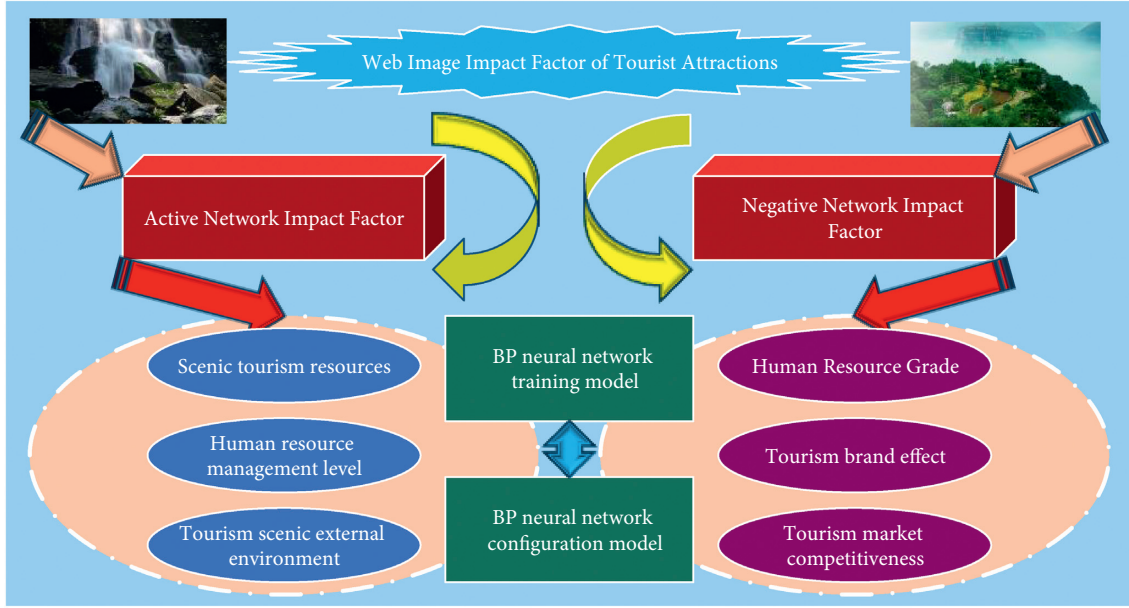 Web Image Impact Factor of Tourist Attractions
Active Network Impact Factor
Negative Network Impact
Factor
Scenic tourism resources
Human resource
management level
Tourism scenic external
environment
BP neural network
training model
BP neural network
configuration model
Human Resource Grade
Tourism brand effect
Tourism market
competitiveness